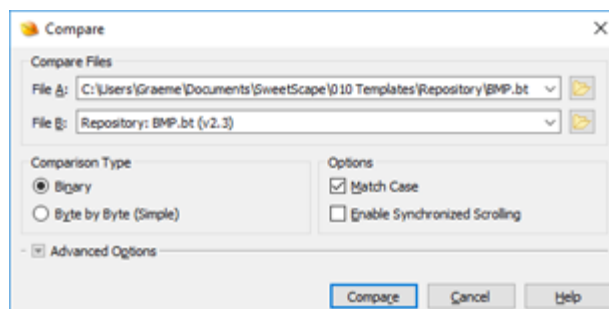 Compare
Compare Files
File A: C:\Users\Graeme\Documents\SweetScape\010 Templates\Repository\BMP.bt
File B: Repository: BMP.bt (v2.3)
Comparison Type
Binary
Byte by Byte (Simple)
Options
Match Case
Enable Synchronized Scrolling
Advanced Options
Compare Cancel Help